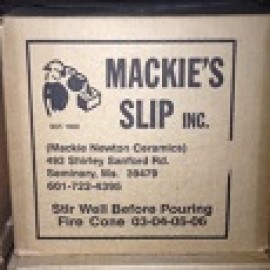 MACKIE'S
SLIP INC.
(Mackie Newton Ceramics)
492 Shirley Sanford Rd.
Seminary, Ms. 39479
601-722-4395
Stir Well Before Pouring
Fire Cone 03-04-05-06